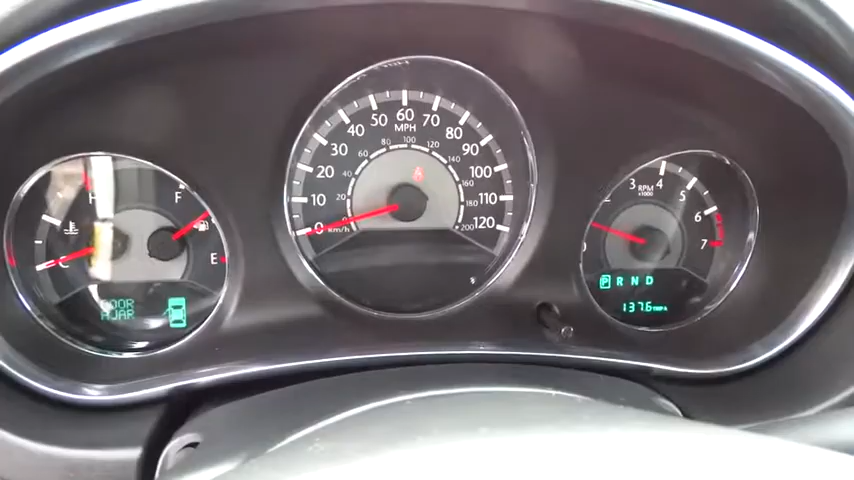 H
C
F
E
DOOR
AJAR
0 10 20 30 40 50 60 70 80 90 100 110 120
MPH
20 40 60 80 100 120 140 160 180 200
km/h
3 4 5 6 7
RPM
x1000
P R N D
137.6